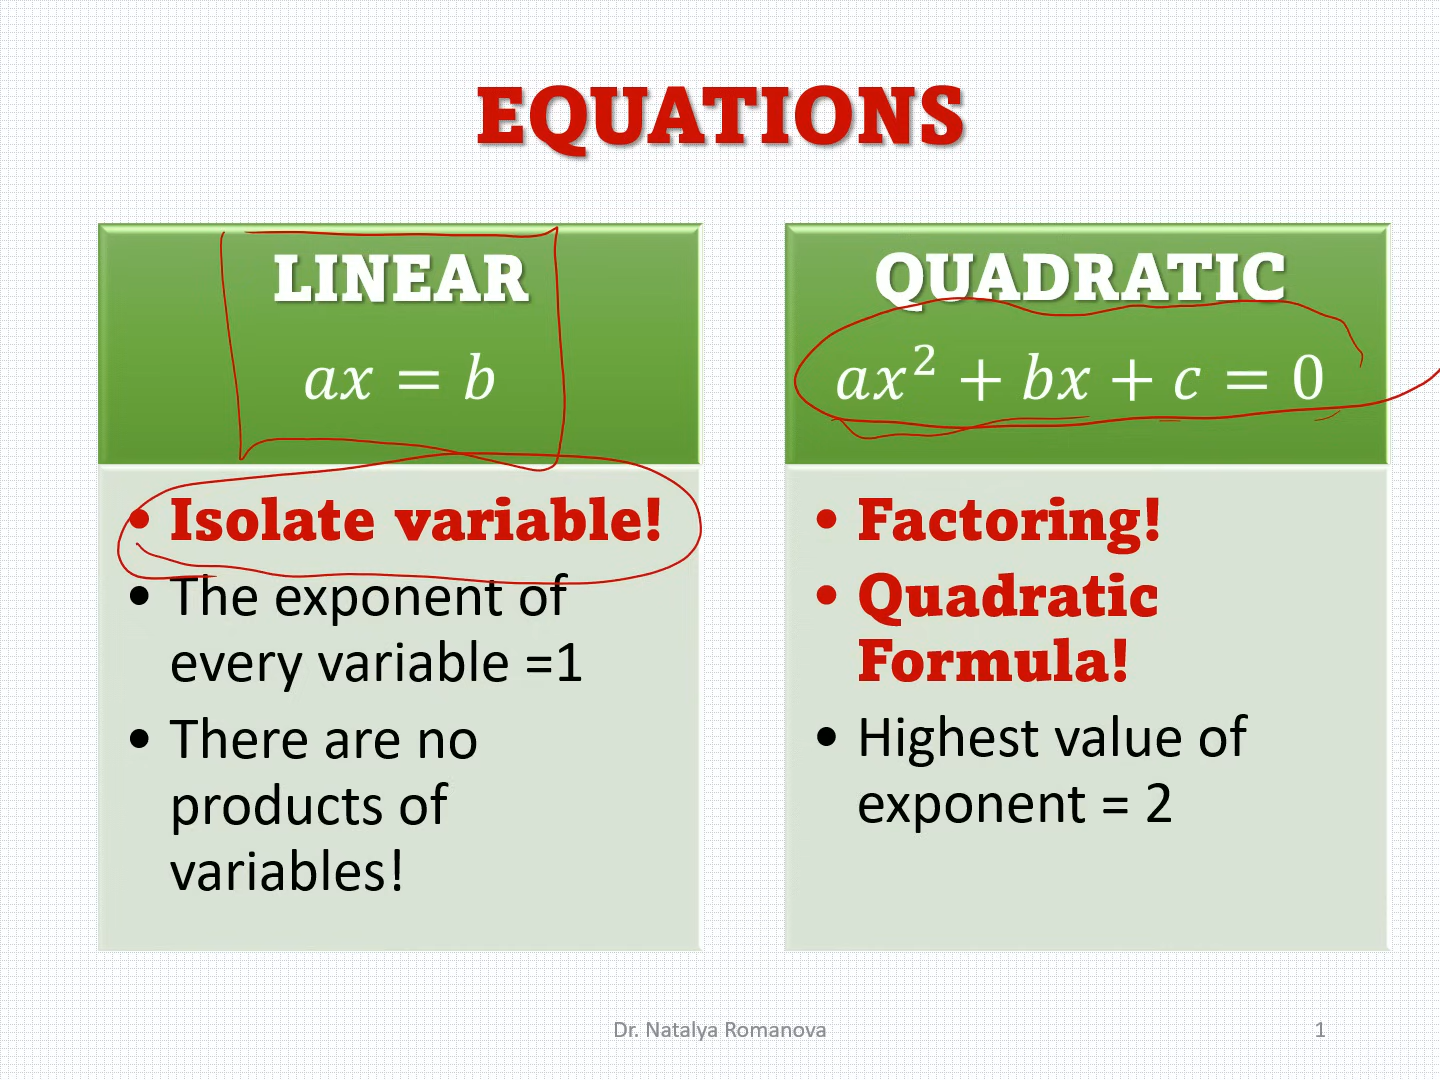 EQUATIONS
LINEAR
ax = b
• Isolate variable!
• The exponent of
every variable =1
• There are no
products of
variables!
QUADRATIC
ax² + bx + c = 0
• Factoring!
• Quadratic
Formula!
• Highest value of
exponent = 2
Dr. Natalya Romanova
1